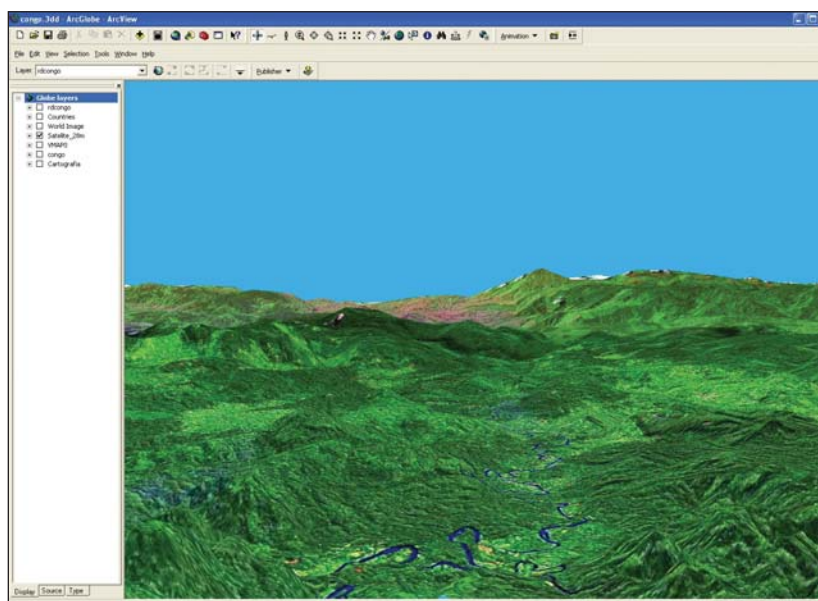 congo.3dd - ArcGlobe - ArcView
Animation
File Edit View Selection Tools Window Help
Layer: rdcongo
Publisher
Globe layers
rdcongo
Countries
World Image
Satelite_28m
VMAP0
congo
Cartografia
Display Source Type